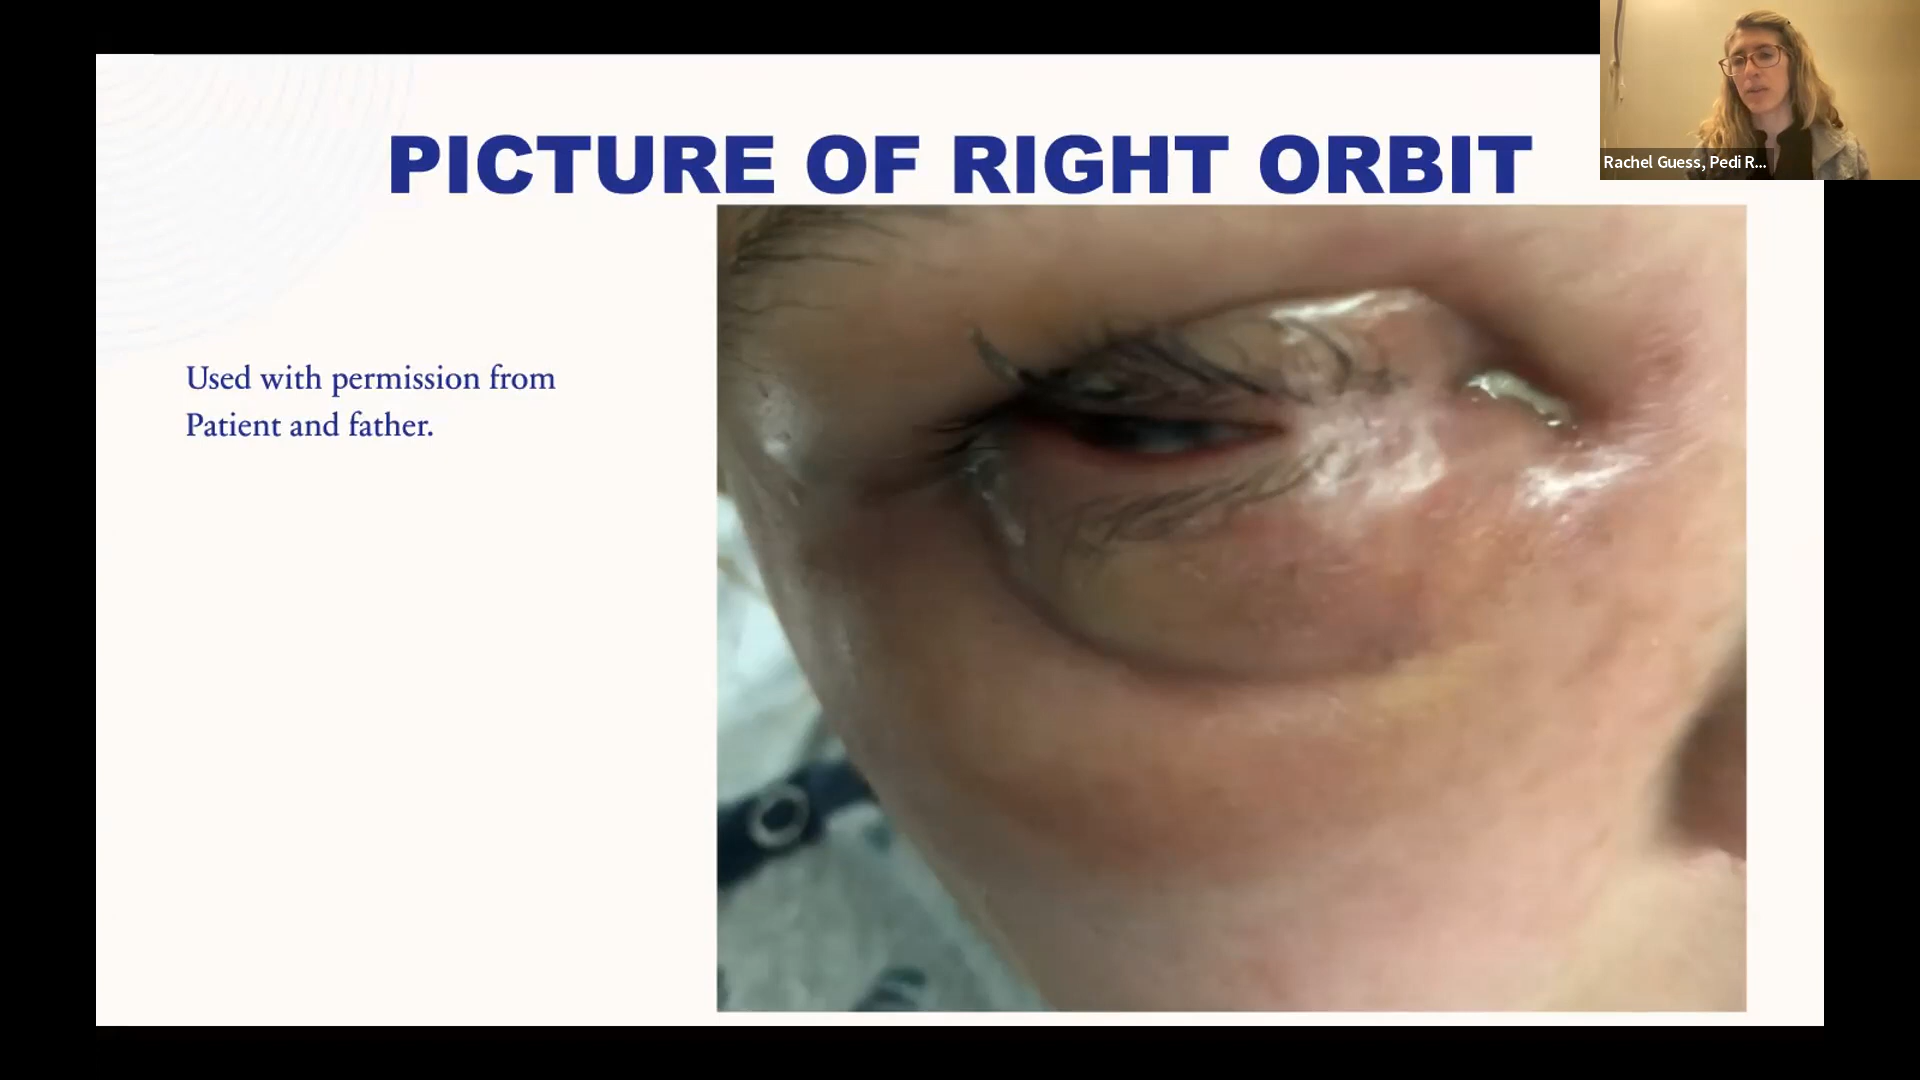 PICTURE OF RIGHT ORBIT
Rachel Guess, Pedi R...
Used with permission from
Patient and father.